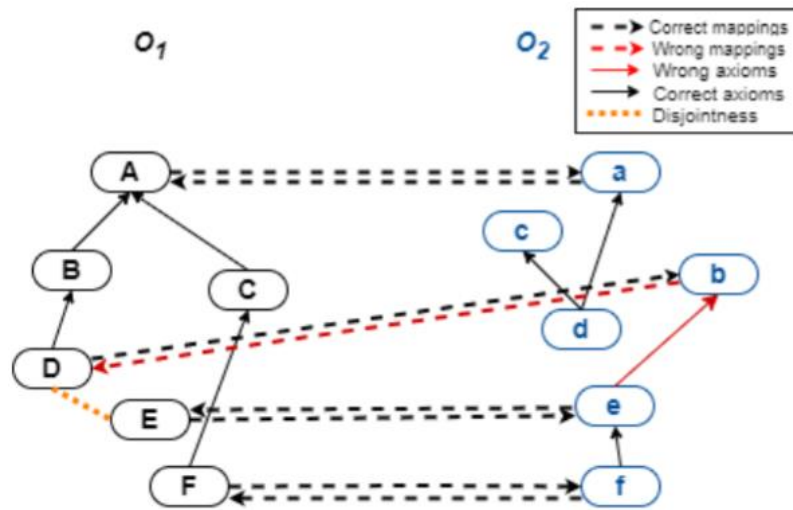 O1
O2
Correct mappings
Wrong mappings
Wrong axioms
Correct axioms
Disjointness
A
a
c
B
C
b
d
D
E
e
F
f